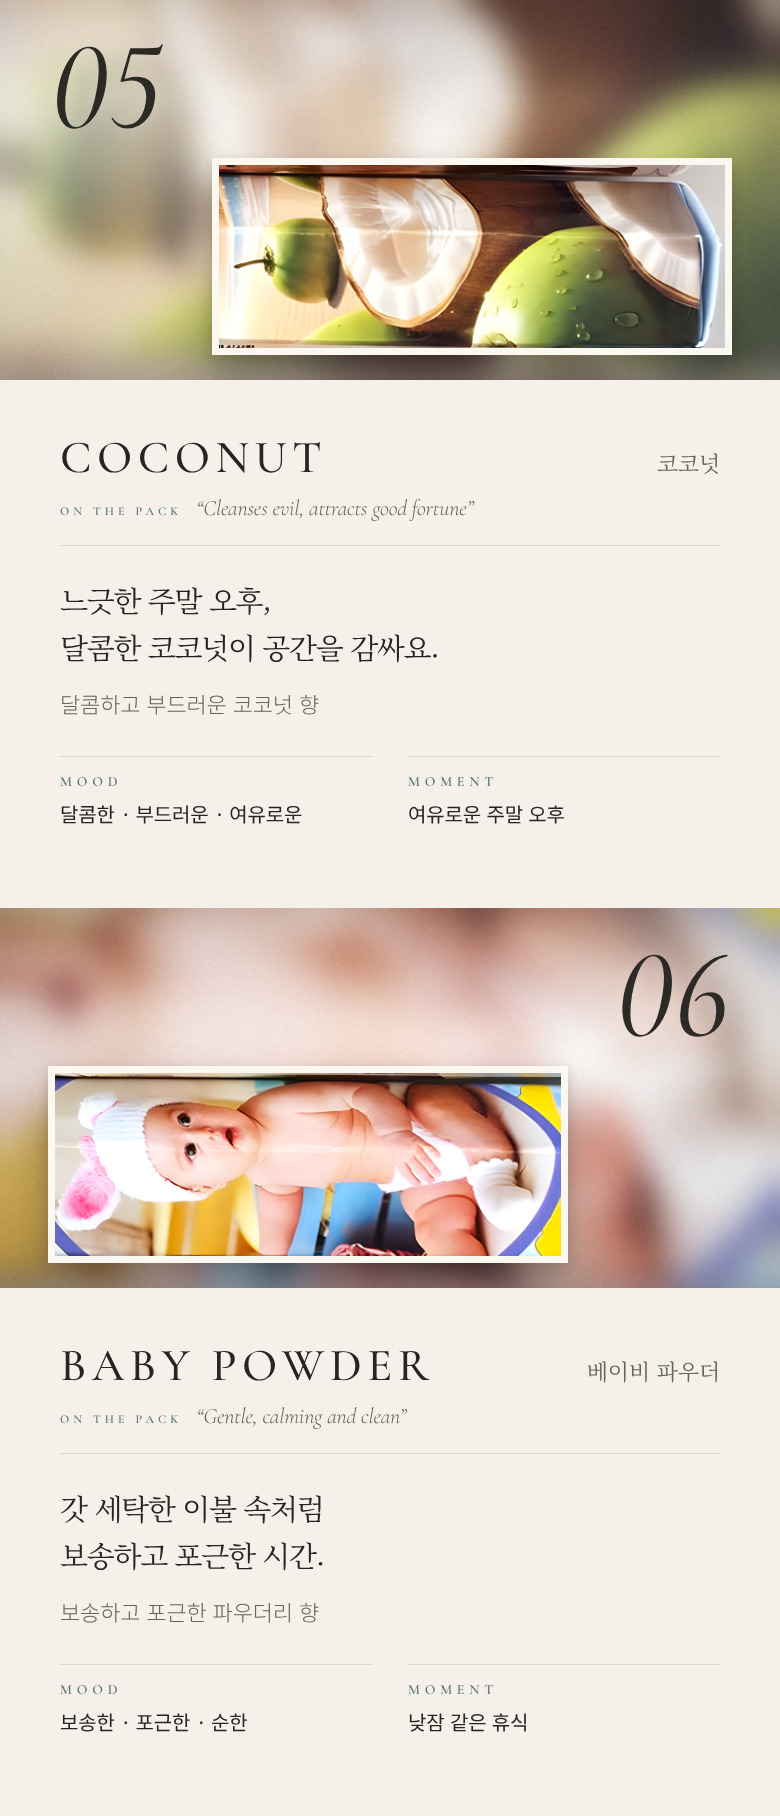 05
COCONUT
코코넛
ON THE PACK “Cleanses evil, attracts good fortune”
느긋한 주말 오후,
달콤한 코코넛이 공간을 감싸요.
달콤하고 부드러운 코코넛 향
MOOD
달콤한 · 부드러운 · 여유로운
MOMENT
여유로운 주말 오후
06
BABY POWDER
베이비 파우더
ON THE PACK “Gentle, calming and clean”
갓 세탁한 이불 속처럼
보송하고 포근한 시간.
보송하고 포근한 파우더리 향
MOOD
보송한 · 포근한 · 순한
MOMENT
낮잠 같은 휴식